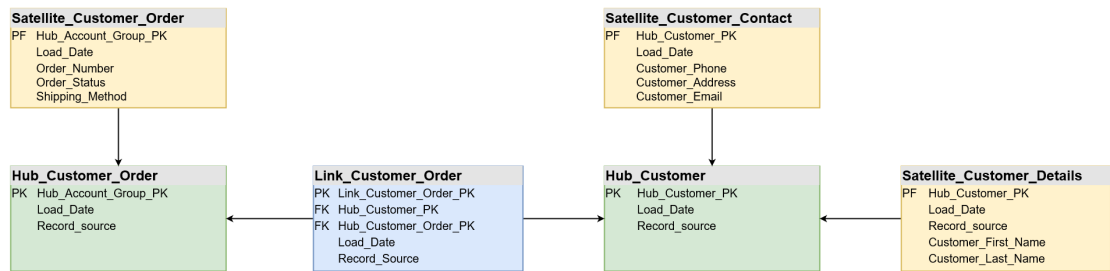 Satellite_Customer_Order
PF Hub_Account_Group_PK
Load_Date
Order_Number
Order_Status
Shipping_Method
Satellite_Customer_Contact
PF Hub_Customer_PK
Load_Date
Customer_Phone
Customer_Address
Customer_Email
Hub_Customer_Order
PK Hub_Account_Group_PK
Load_Date
Record_source
Link_Customer_Order
PK Link_Customer_Order_PK
FK Hub_Customer_PK
FK Hub_Customer_Order_PK
Load_Date
Record_Source
Hub_Customer
PK Hub_Customer_PK
Load_Date
Record_source
Satellite_Customer_Details
PF Hub_Customer_PK
Load_Date
Record_source
Customer_First_Name
Customer_Last_Name